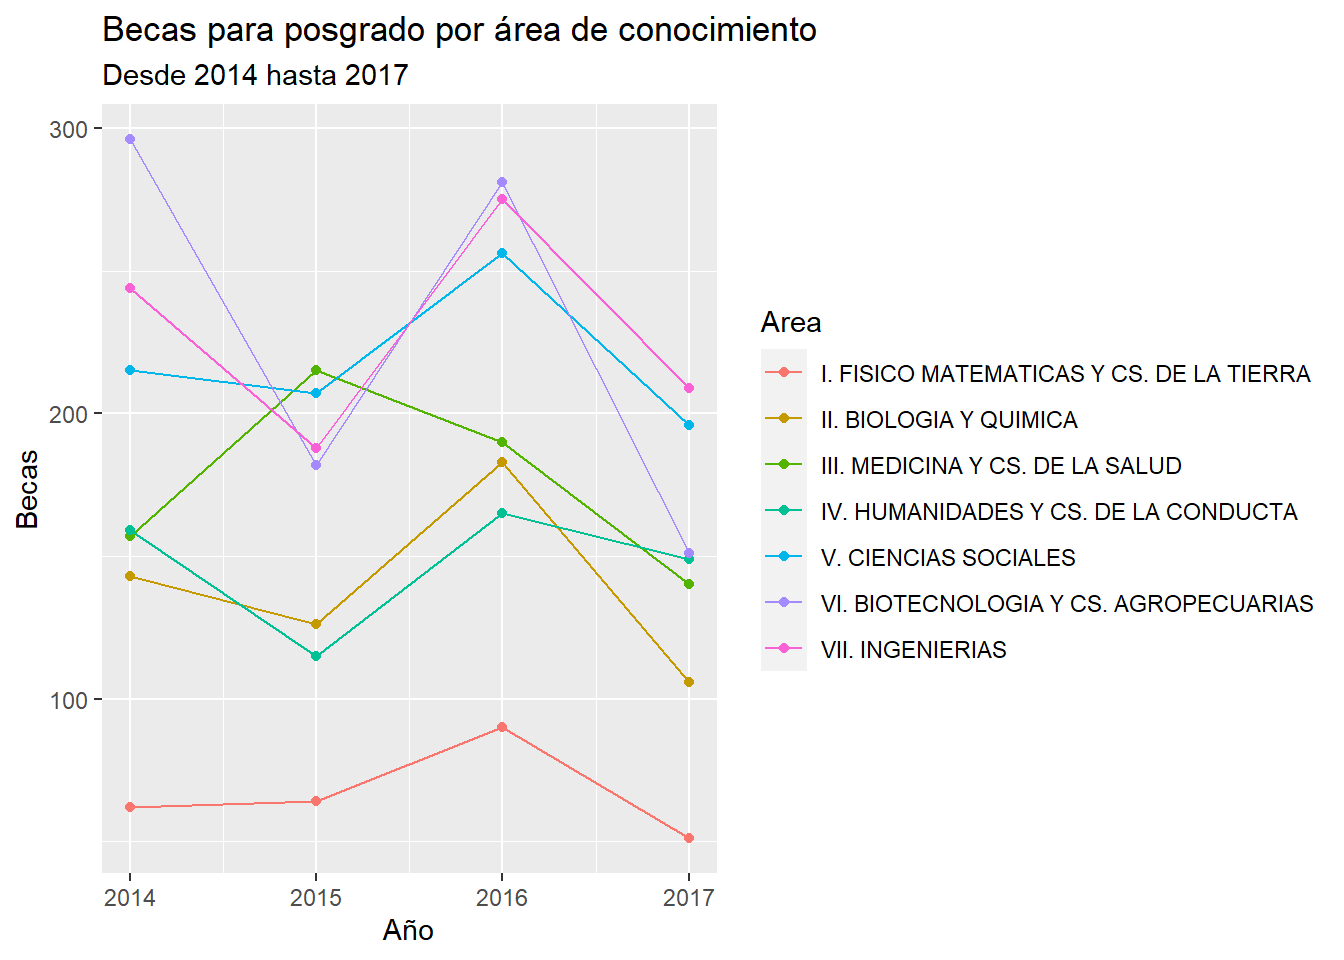 Becas para posgrado por área de conocimiento
Desde 2014 hasta 2017
300
200
100
Becas
2014 2015 2016 2017
Año
Area
I. FISICO MATEMATICAS Y CS. DE LA TIERRA
II. BIOLOGIA Y QUIMICA
III. MEDICINA Y CS. DE LA SALUD
IV. HUMANIDADES Y CS. DE LA CONDUCTA
V. CIENCIAS SOCIALES
VI. BIOTECNOLOGIA Y CS. AGROPECUARIAS
VII. INGENIERIAS